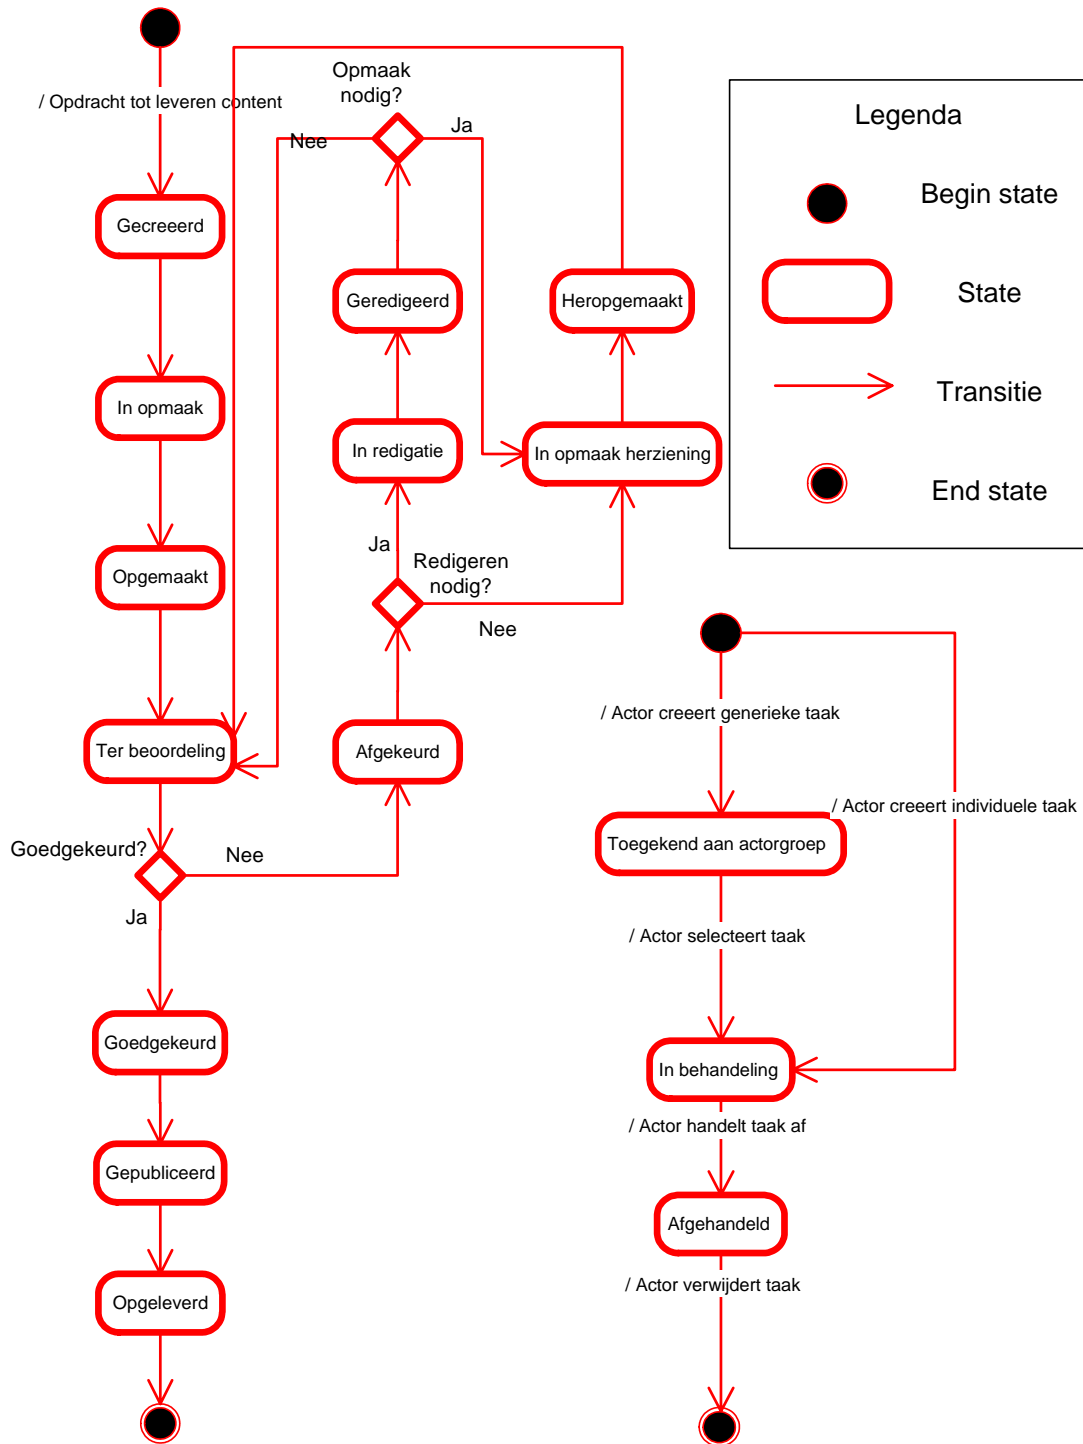 / Opdracht tot leveren content
Gecreeerd
In opmaak
Opgemaakt
Ter beoordeling
Goedgekeurd?
Nee
Ja
Goedgekeurd
Gepubliceerd
Opgeleverd
Opmaak
nodig?
Nee
Ja
Geredigeerd
Heropgemaakt
In redigatie
In opmaak herziening
Ja
Redigeren
nodig?
Nee
Afgekeurd
Legenda
Begin state
State
Transitie
End state
/ Actor creeert generieke taak
/ Actor creeert individuele taak
Toegekend aan actorgroep
/ Actor selecteert taak
In behandeling
/ Actor handelt taak af
Afgehandeld
/ Actor verwijdert taak